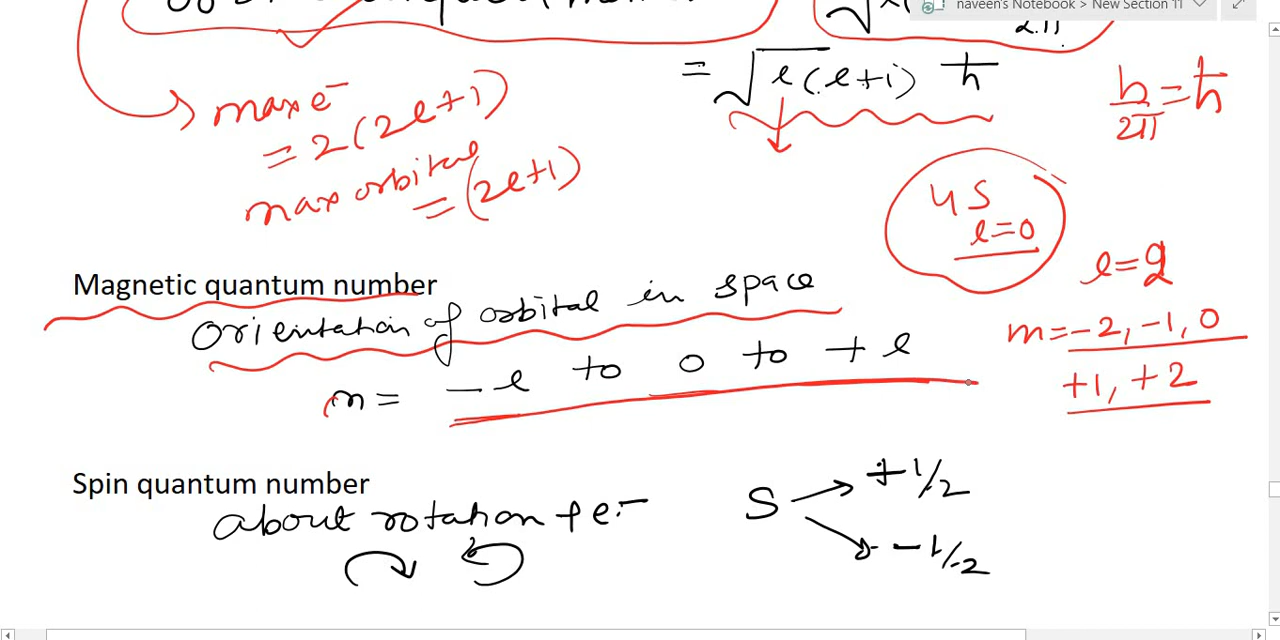 naveen's Notebook > New Section 11
2π
= √l(l+1) ħ
h/2π = ħ
max e⁻
= 2(2l+1)
max orbital
= (2l+1)
4s
l=0
Magnetic quantum number
orientation of orbital in space
m = -l to 0 to +l
l=2
m=-2, -1, 0
+1, +2
Spin quantum number
about rotation of e⁻
S → +1/2
→ -1/2